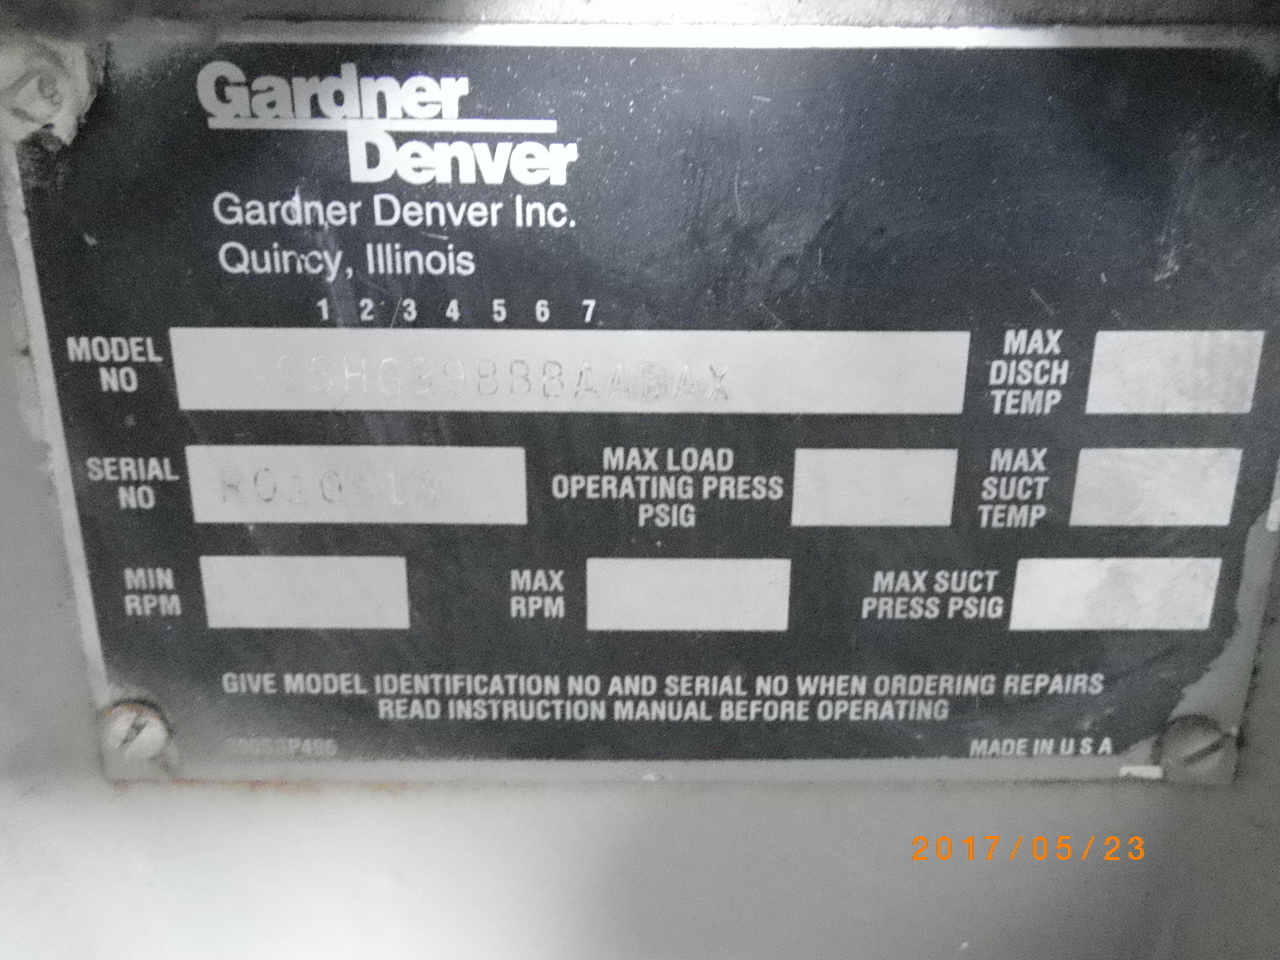 Gardner
Denver
Gardner Denver Inc.
Quincy, Illinois
1 2 3 4 5 6 7
MODEL NO
MAX DISCH TEMP
SERIAL NO
MAX LOAD OPERATING PRESS PSIG
MAX SUCT TEMP
MIN RPM
MAX RPM
MAX SUCT PRESS PSIG
GIVE MODEL IDENTIFICATION NO AND SERIAL NO WHEN ORDERING REPAIRS
READ INSTRUCTION MANUAL BEFORE OPERATING
MADE IN U S A
2017/05/23